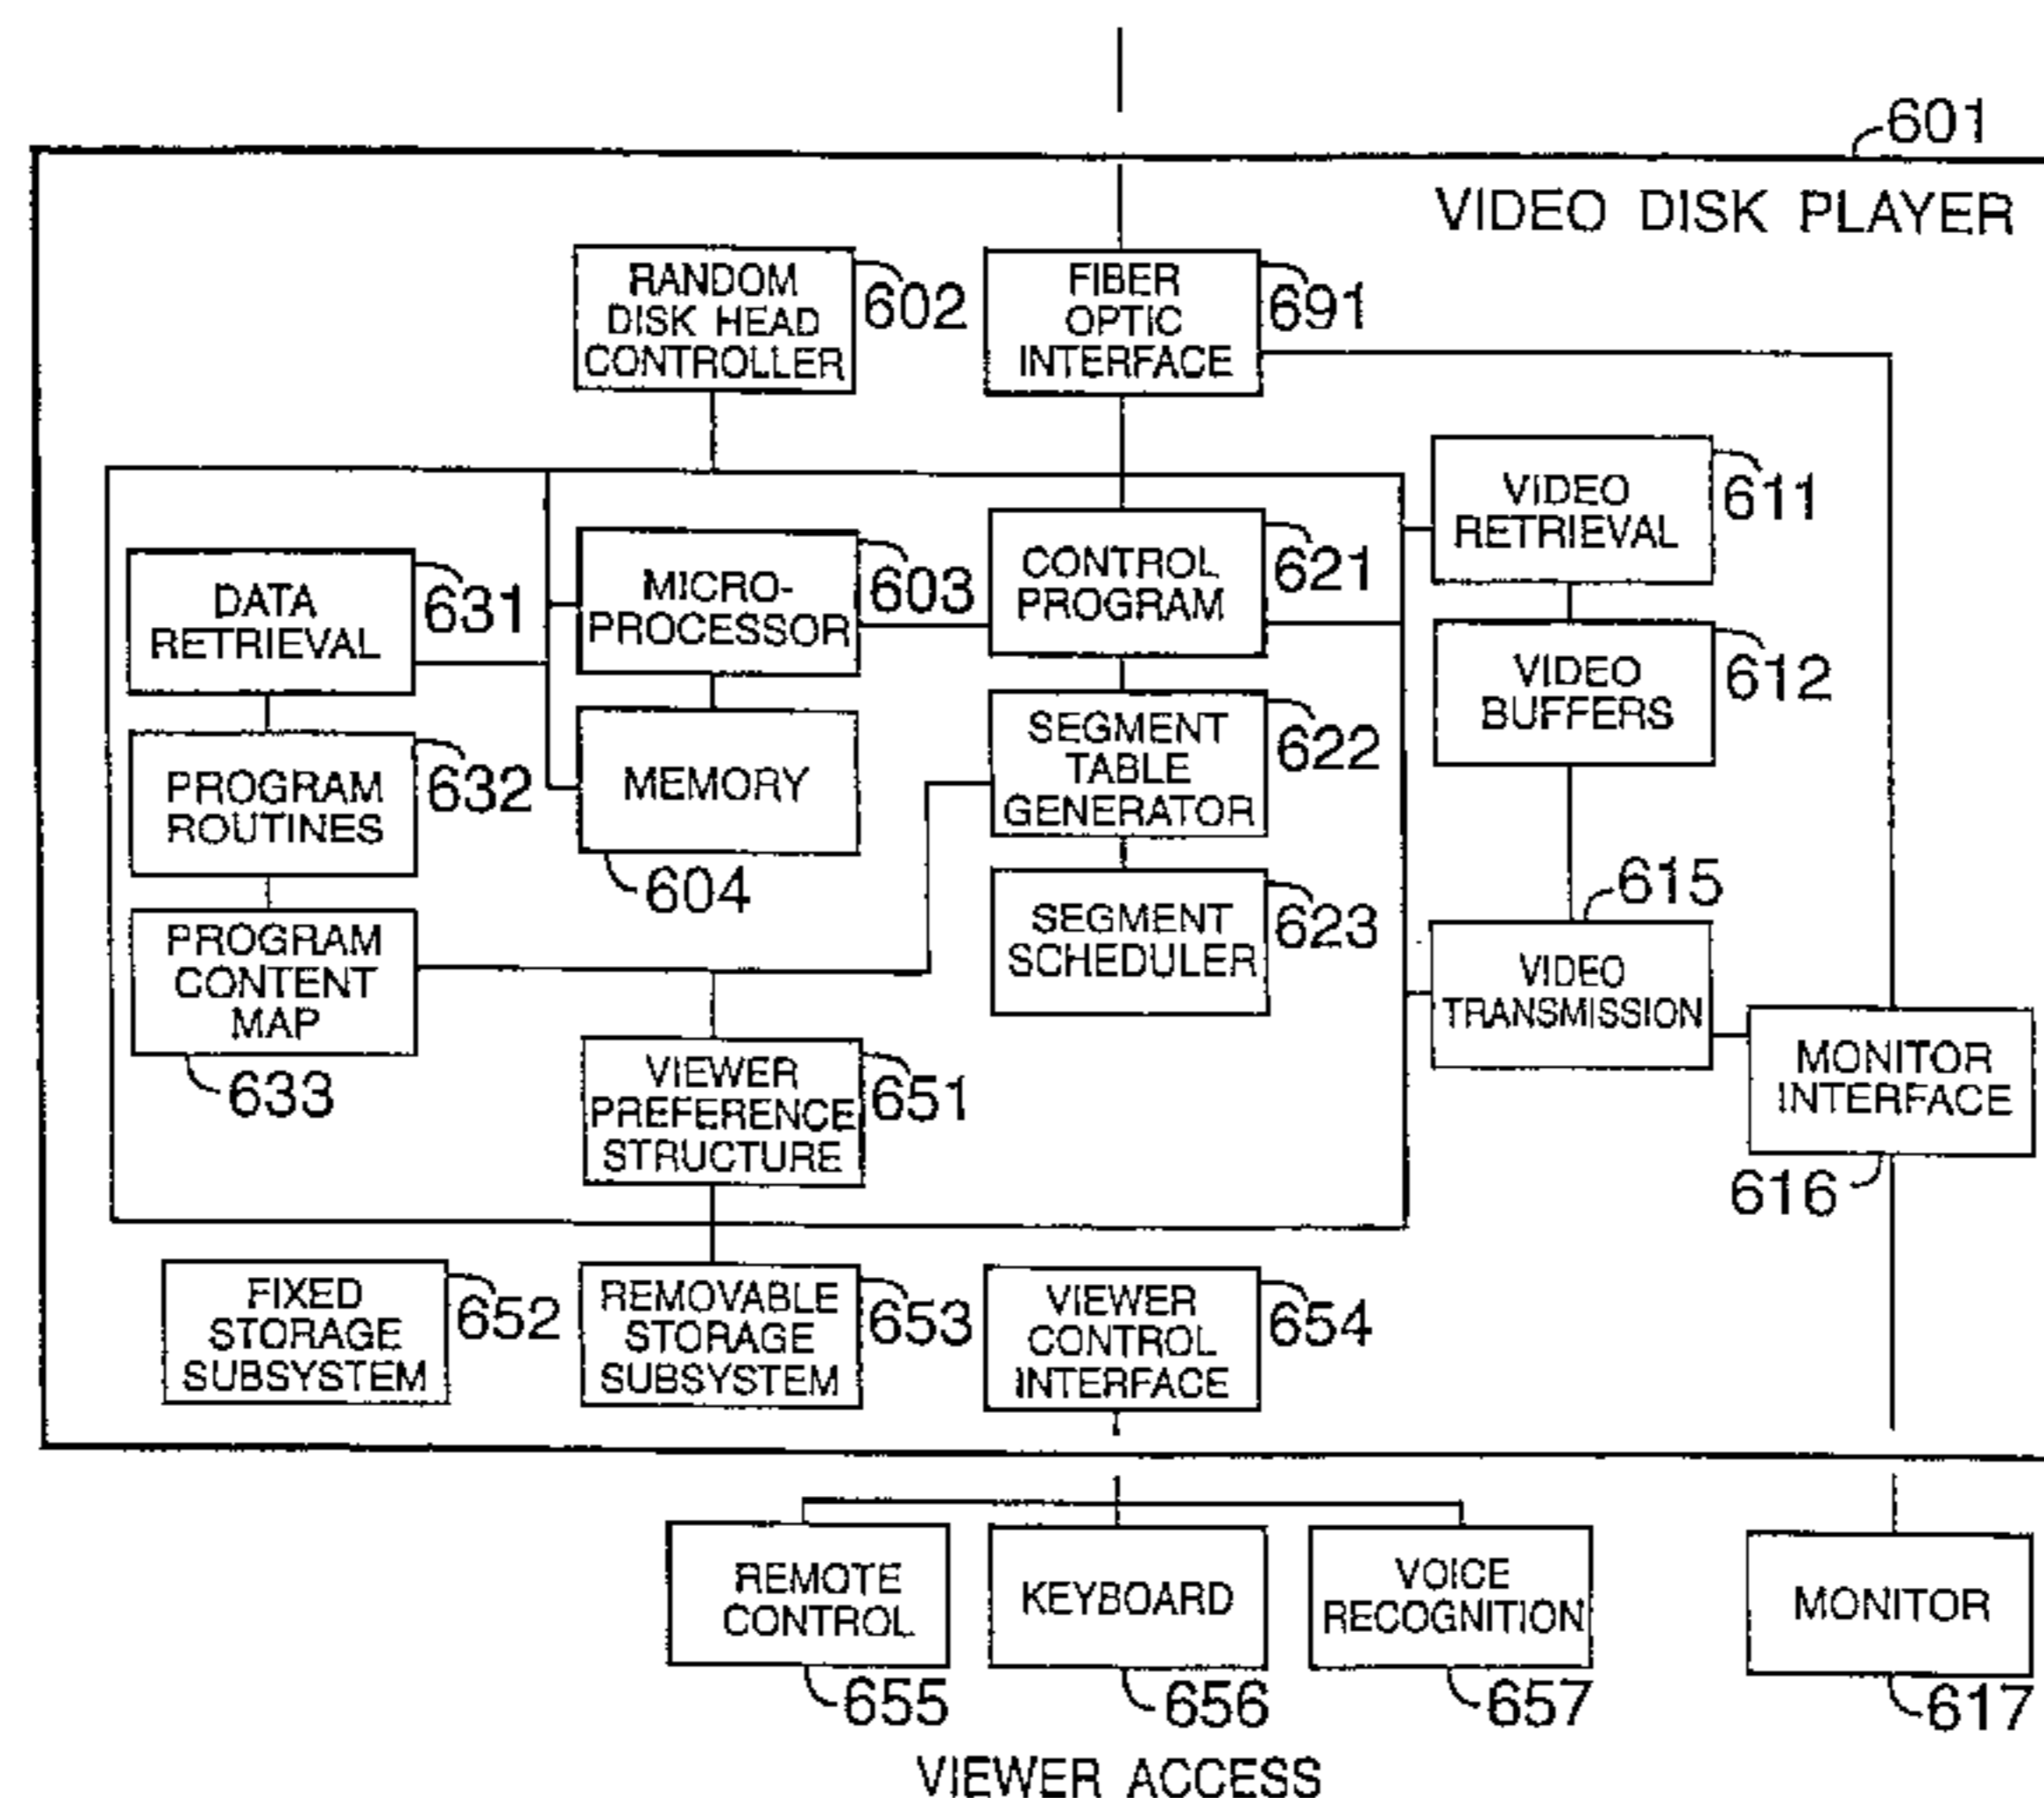 601
VIDEO DISK PLAYER
RANDOM
DISK HEAD
CONTROLLER
602
FIBER
OPTIC
INTERFACE
691
VIDEO
RETRIEVAL
611
DATA
RETRIEVAL
631
MICRO-
PROCESSOR
603
CONTROL
PROGRAM
621
VIDEO
BUFFERS
612
PROGRAM
ROUTINES
632
MEMORY
604
SEGMENT
TABLE
GENERATOR
622
615
PROGRAM
CONTENT
MAP
633
SEGMENT
SCHEDULER
623
VIDEO
TRANSMISSION
VIEWER
PREFERENCE
STRUCTURE
651
MONITOR
INTERFACE
616
FIXED
STORAGE
SUBSYSTEM
652
REMOVABLE
STORAGE
SUBSYSTEM
653
VIEWER
CONTROL
INTERFACE
654
REMOTE
CONTROL
655
KEYBOARD
656
VOICE
RECOGNITION
657
MONITOR
617
VIEWER ACCESS